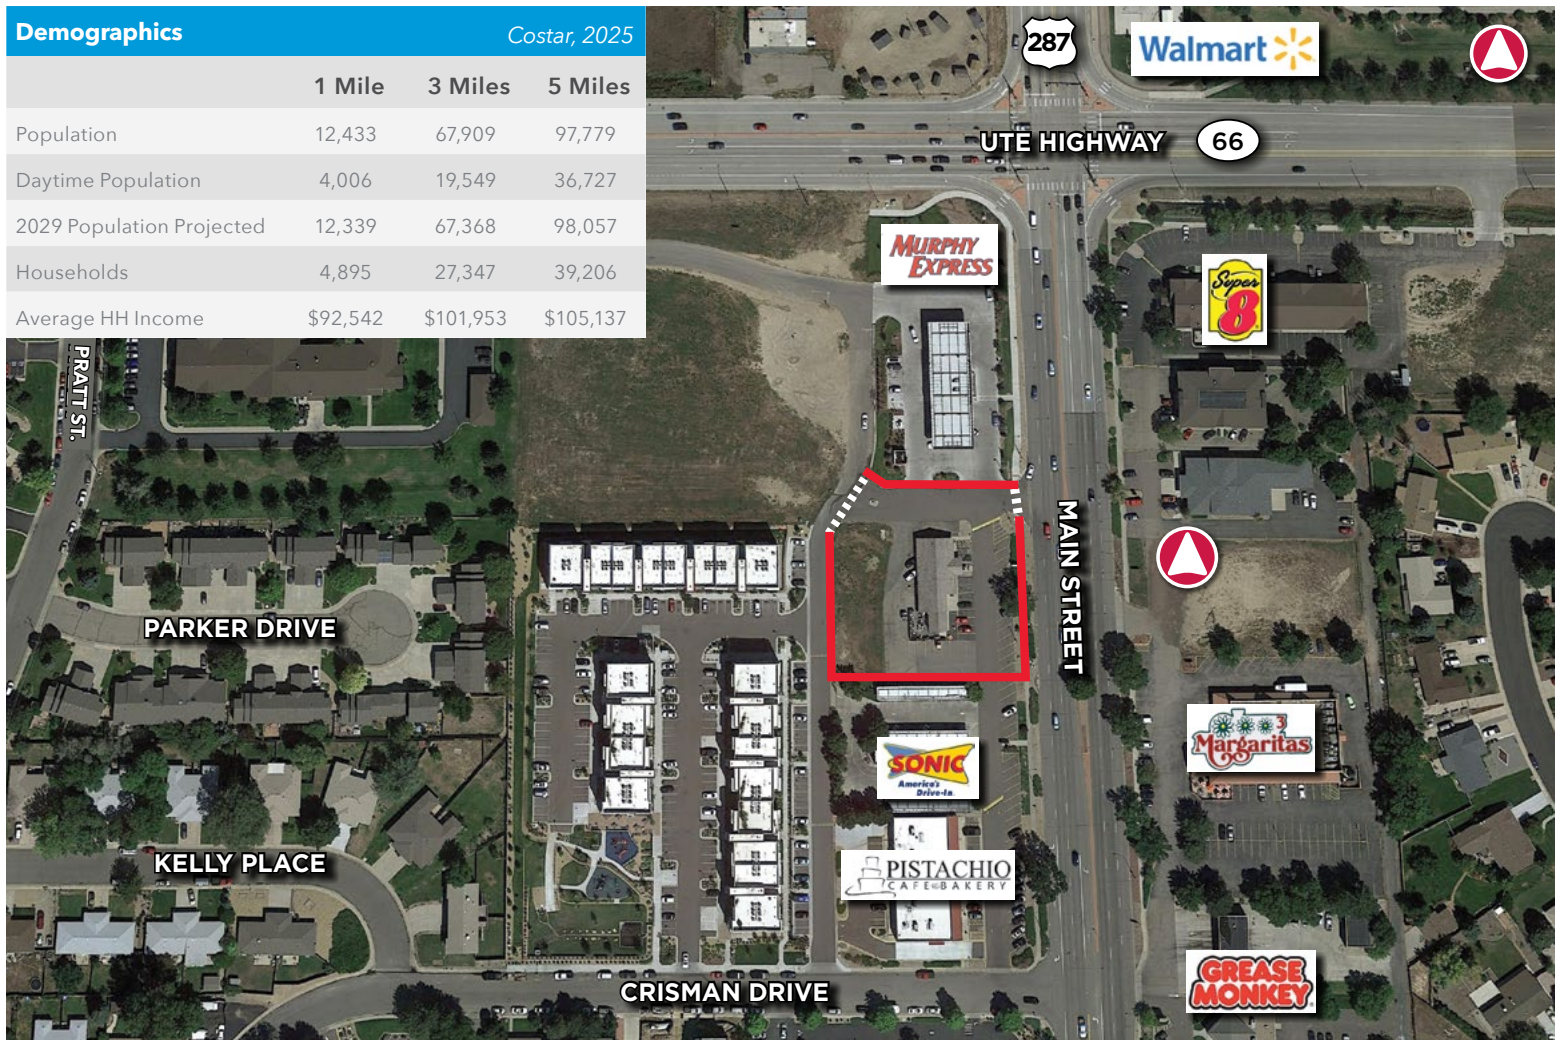 Demographics Costar, 2025
1 Mile 3 Miles 5 Miles
Population 12,433 67,909 97,779
Daytime Population 4,006 19,549 36,727
2029 Population Projected 12,339 67,368 98,057
Households 4,895 27,347 39,206
Average HH Income $92,542 $101,953 $105,137
287
Walmart
UTE HIGHWAY 66
MURPHY
EXPRESS
Super
8
PRATT ST.
MAIN STREET
PARKER DRIVE
3
Margaritas
SONIC
America's
Drive-In
KELLY PLACE
PISTACHIO
CAFE BAKERY
GREASE
MONKEY
CRISMAN DRIVE